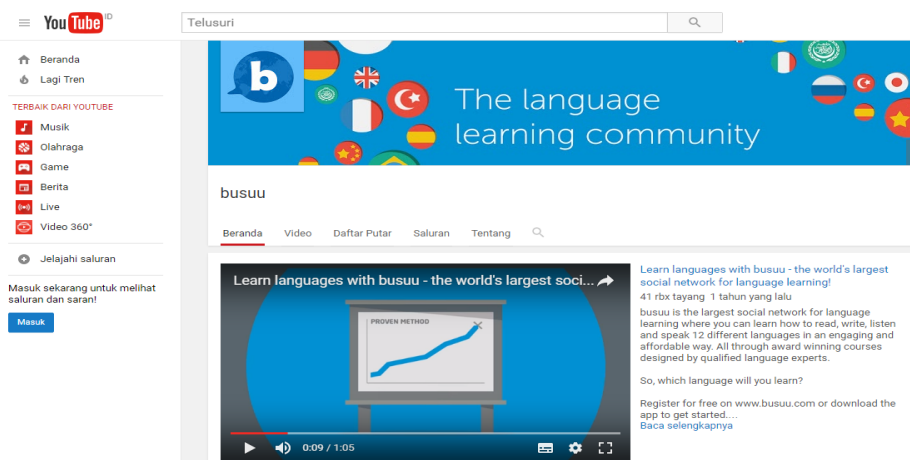 YouTube ID
Telusuri
Beranda
Lagi Tren
TERBAIK DARI YOUTUBE
Musik
Olahraga
Game
Berita
Live
Video 360°
Jelajahi saluran
Masuk sekarang untuk melihat
saluran dan saran!
Masuk
b
The language
learning community
busuu
Beranda Video Daftar Putar Saluran Tentang
Learn languages with busuu - the world's largest soci...
PROVEN METHOD
0:09 / 1:05
Learn languages with busuu - the world's largest
social network for language learning!
41 rbx tayang 1 tahun yang lalu
busuu is the largest social network for language
learning where you can learn how to read, write, listen
and speak 12 different languages in an engaging and
affordable way. All through award winning courses
designed by qualified language experts.
So, which language will you learn?
Register for free on www.busuu.com or download the
app to get started....
Baca selengkapnya